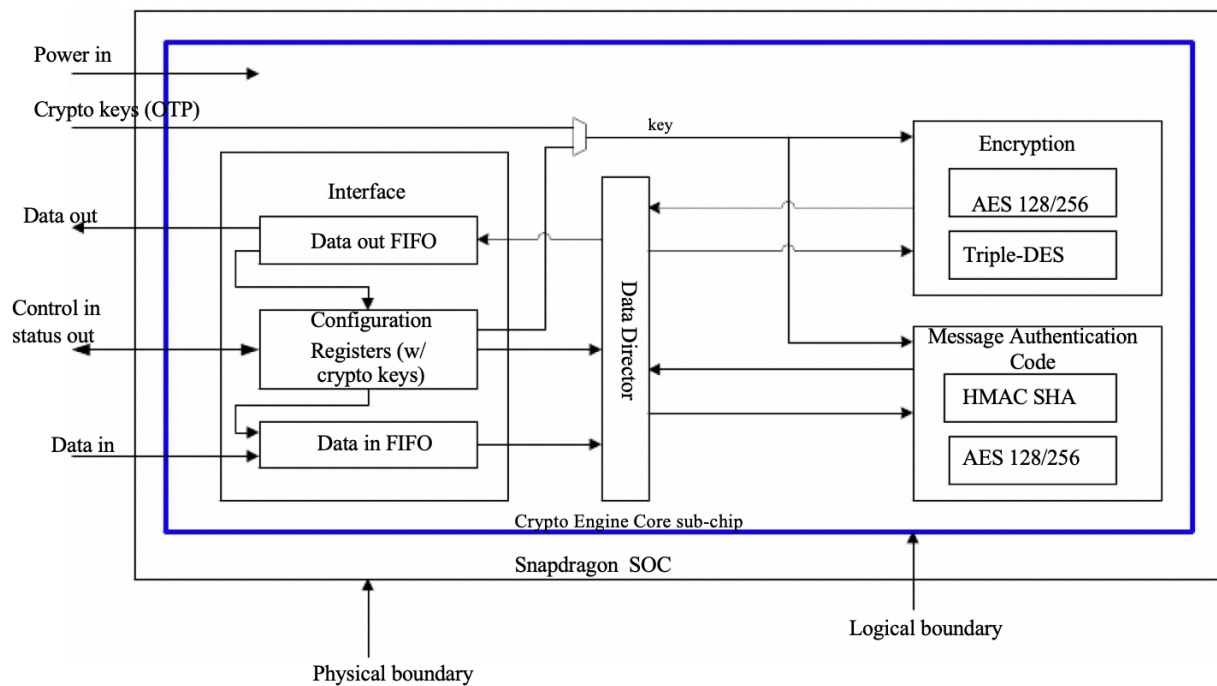 Power in
Crypto keys (OTP)
key
Encryption
AES 128/256
Triple-DES
Interface
Data out
Data out FIFO
Control in
status out
Configuration
Registers (w/
crypto keys)
Data Director
Message Authentication
Code
HMAC SHA
AES 128/256
Data in
Data in FIFO
Crypto Engine Core sub-chip
Snapdragon SOC
Logical boundary
Physical boundary